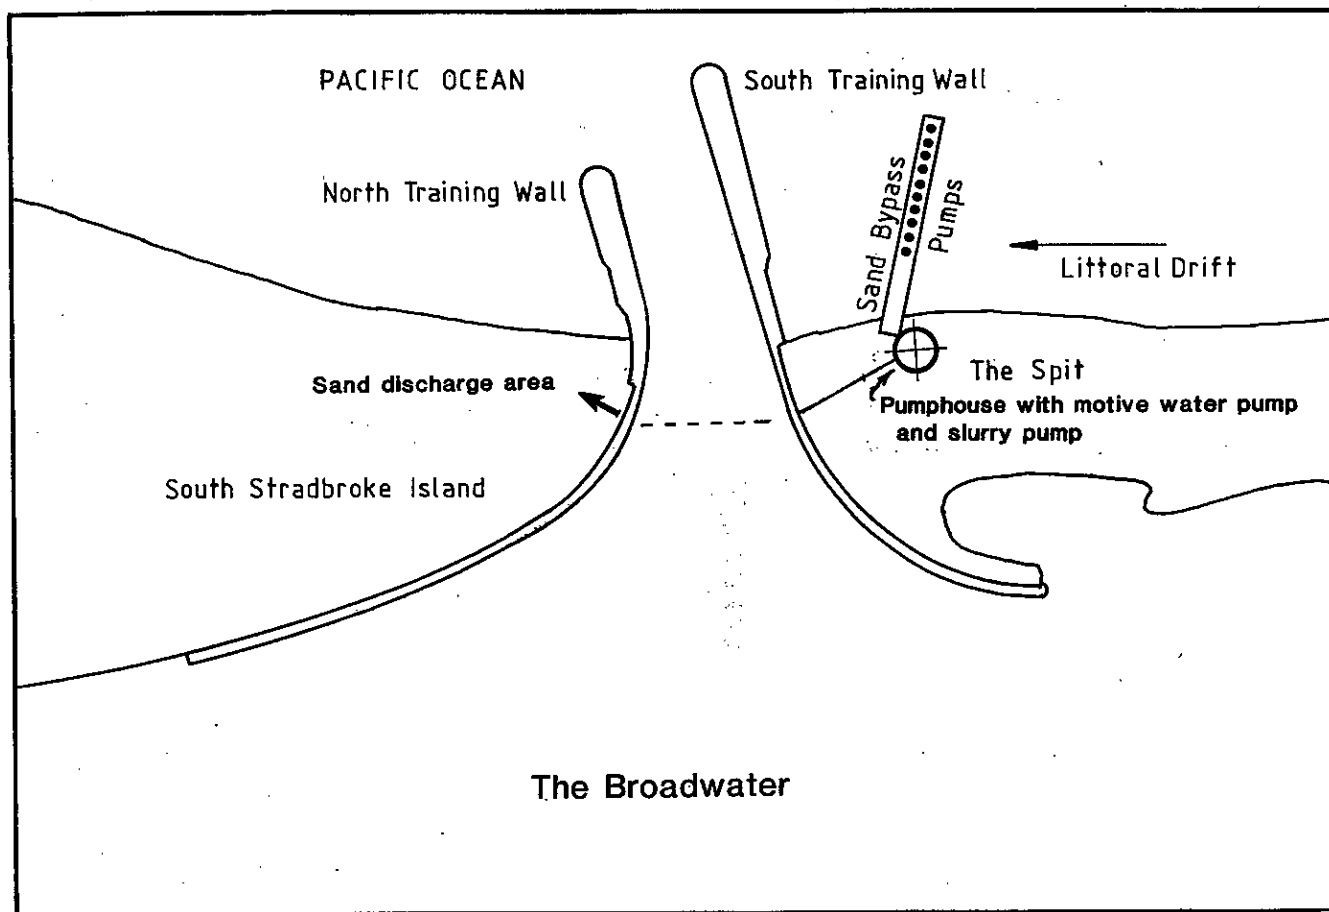 PACIFIC OCEAN
South Training Wall
North Training Wall
Sand Bypass
Pumps
Littoral Drift
Sand discharge area
The Spit
Pumphouse with motive water pump
and slurry pump
South Stradbroke Island
The Broadwater